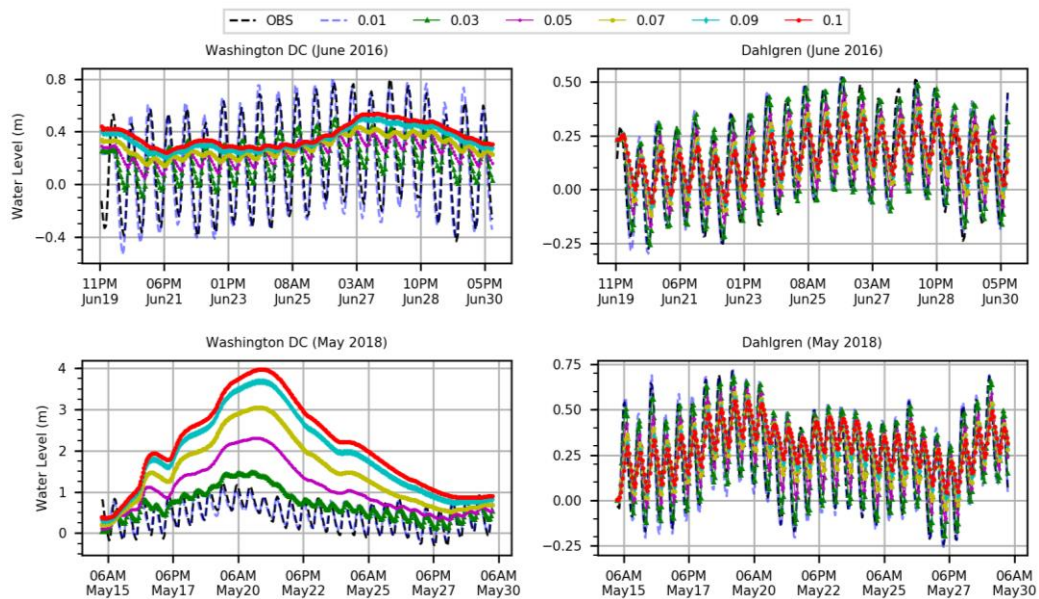 OBS 0.01 0.03 0.05 0.07 0.09 0.1
Washington DC (June 2016)
Water Level (m)
0.8
0.4
0.0
−0.4
11PM 06PM 01PM 08AM 03AM 10PM 05PM
Jun19 Jun21 Jun23 Jun25 Jun27 Jun28 Jun30
Dahlgren (June 2016)
0.50
0.25
0.00
−0.25
11PM 06PM 01PM 08AM 03AM 10PM 05PM
Jun19 Jun21 Jun23 Jun25 Jun27 Jun28 Jun30
Washington DC (May 2018)
Water Level (m)
4
3
2
1
0
06AM 06PM 06AM 06PM 06AM 06PM 06AM
May15 May17 May20 May22 May25 May27 May30
Dahlgren (May 2018)
0.75
0.50
0.25
0.00
−0.25
06AM 06PM 06AM 06PM 06AM 06PM 06AM
May15 May17 May20 May22 May25 May27 May30